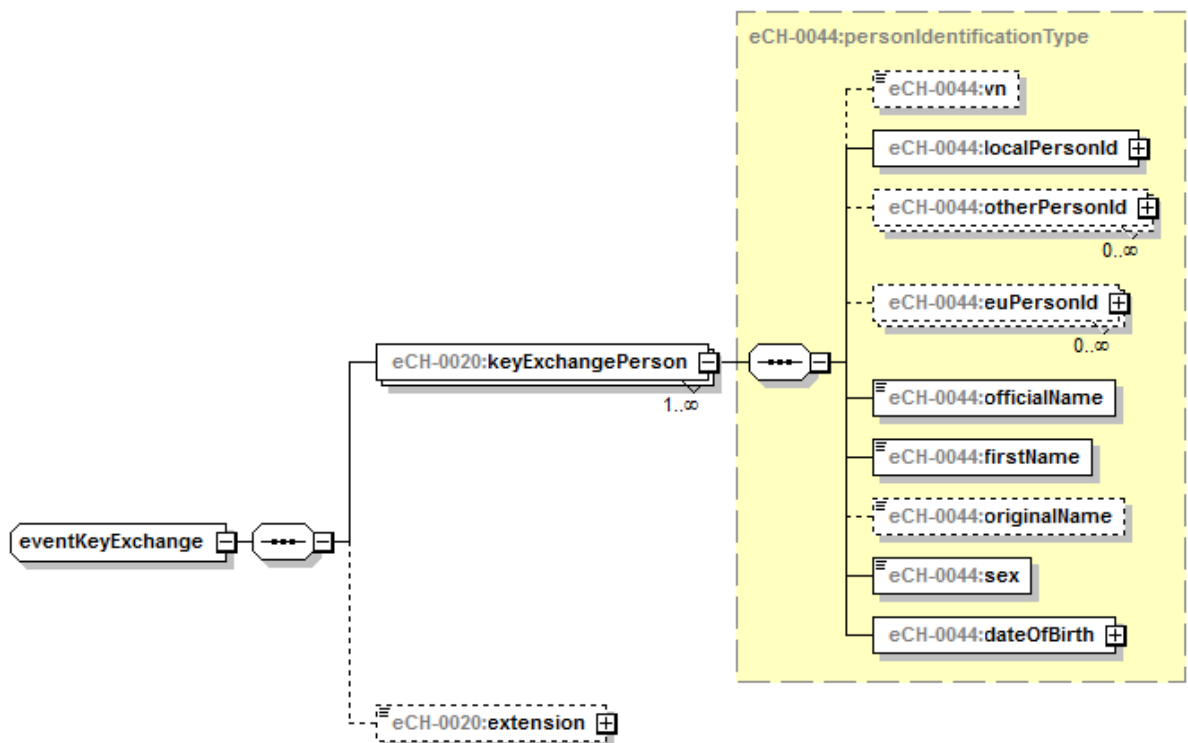 eCH-0044:personIdentificationType
eCH-0044:vn
eCH-0044:localPersonId
eCH-0044:otherPersonId
0..∞
eCH-0044:euPersonId
0..∞
eCH-0020:keyExchangePerson
1..∞
eCH-0044:officialName
eCH-0044:firstName
eCH-0044:originalName
eventKeyExchange
eCH-0044:sex
eCH-0044:dateOfBirth
eCH-0020:extension